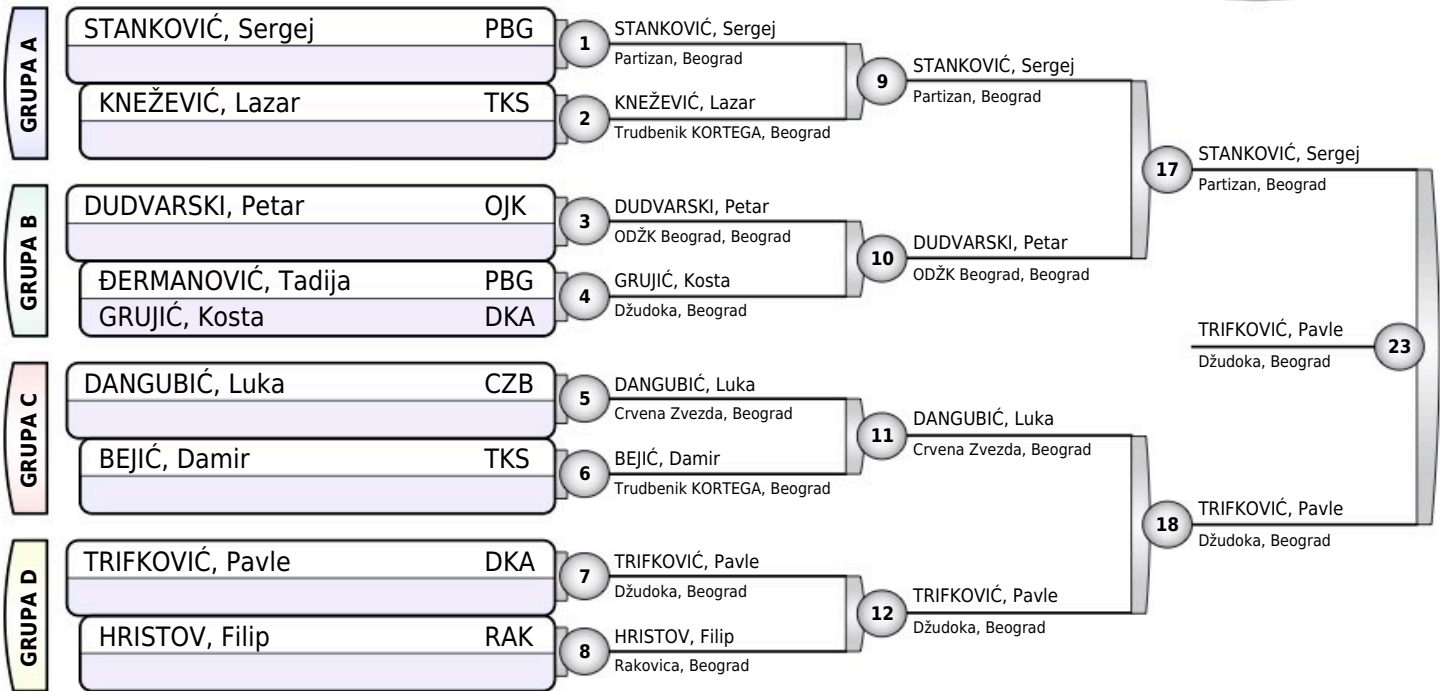 GRUPA A
STANKOVIĆ, Sergej PBG
KNEŽEVIĆ, Lazar TKS
GRUPA B
DUDVARSKI, Petar OJK
ĐERMANOVIĆ, Tadija PBG
GRUJIĆ, Kosta DKA
GRUPA C
DANGUBIĆ, Luka CZB
BEJIĆ, Damir TKS
GRUPA D
TRIFKOVIĆ, Pavle DKA
HRISTOV, Filip RAK
1
STANKOVIĆ, Sergej
Partizan, Beograd
2
KNEŽEVIĆ, Lazar
Trudbenik KORTEGA, Beograd
3
DUDVARSKI, Petar
ODŽK Beograd, Beograd
4
GRUJIĆ, Kosta
Džudoka, Beograd
5
DANGUBIĆ, Luka
Crvena Zvezda, Beograd
6
BEJIĆ, Damir
Trudbenik KORTEGA, Beograd
7
TRIFKOVIĆ, Pavle
Džudoka, Beograd
8
HRISTOV, Filip
Rakovica, Beograd
9
STANKOVIĆ, Sergej
Partizan, Beograd
10
DUDVARSKI, Petar
ODŽK Beograd, Beograd
11
DANGUBIĆ, Luka
Crvena Zvezda, Beograd
12
TRIFKOVIĆ, Pavle
Džudoka, Beograd
17
STANKOVIĆ, Sergej
Partizan, Beograd
18
TRIFKOVIĆ, Pavle
Džudoka, Beograd
TRIFKOVIĆ, Pavle
Džudoka, Beograd
23